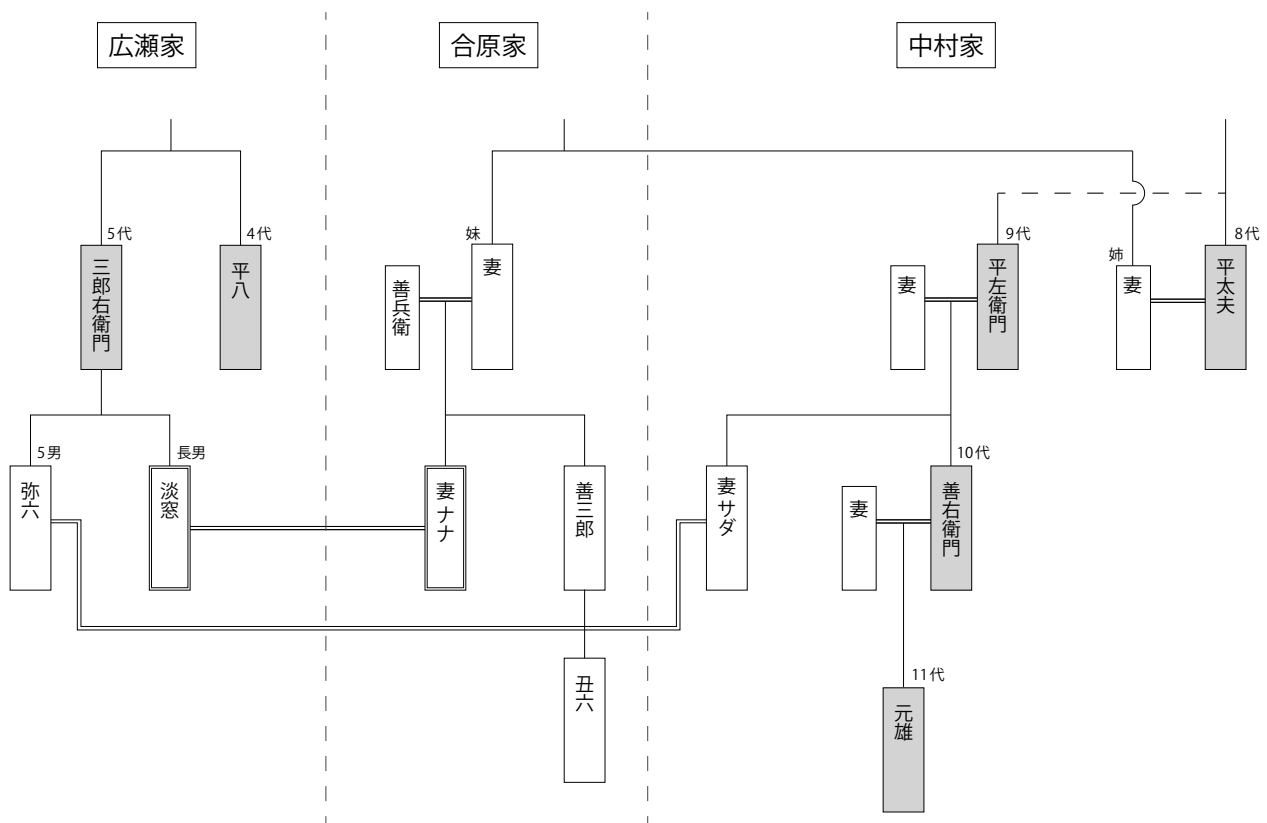 広瀬家
合原家
中村家
5代
三郎右衛門
4代
平八
妹
妻
善兵衛
妻
9代
平左衛門
姉
妻
8代
平太夫
5男
弥六
長男
淡窓
妻 ナナ
善三郎
妻 サダ
妻
10代
善右衛門
丑六
11代
元雄